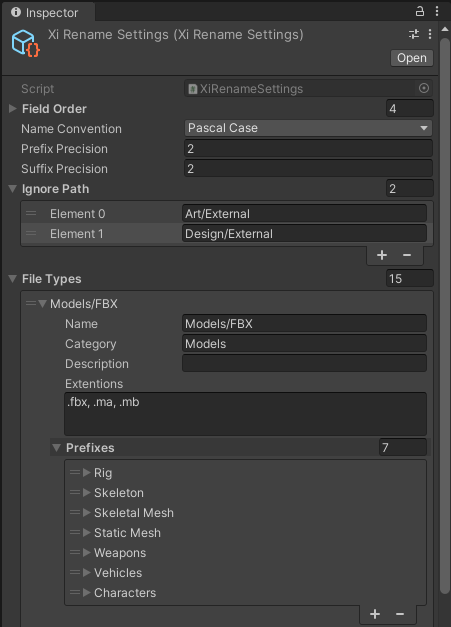 Inspector
Xi Rename Settings (Xi Rename Settings)
Open
Script XiRenameSettings
Field Order 4
Name Convention Pascal Case
Prefix Precision 2
Suffix Precision 2
Ignore Path 2
Element 0 Art/External
Element 1 Design/External
+ −
File Types 15
Models/FBX
Name Models/FBX
Category Models
Description
Extentions
.fbx, .ma, .mb
Prefixes 7
Rig
Skeleton
Skeletal Mesh
Static Mesh
Weapons
Vehicles
Characters
+ −